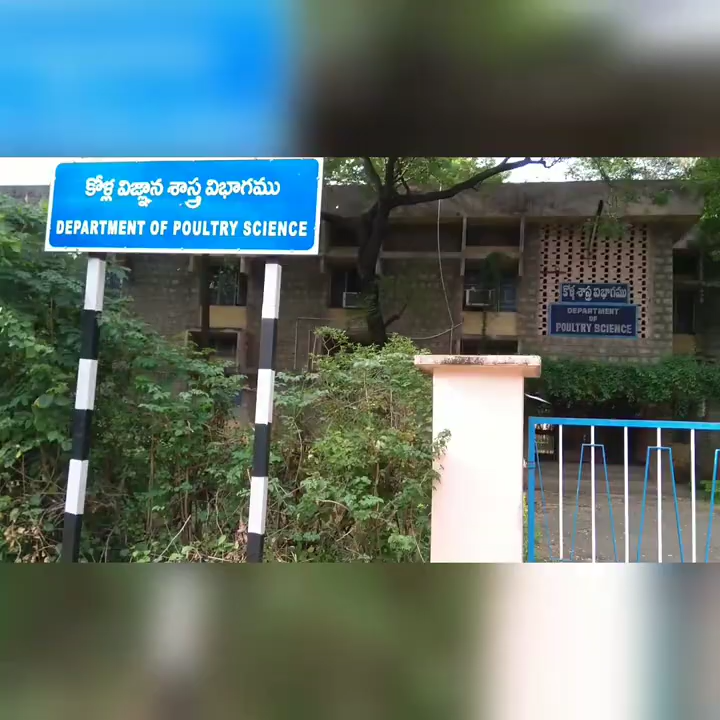 కోళ్ల విజ్ఞాన శాస్త్ర విభాగము
DEPARTMENT OF POULTRY SCIENCE
కోళ్ళ శాస్త్ర విభాగము
DEPARTMENT
OF
POULTRY SCIENCE